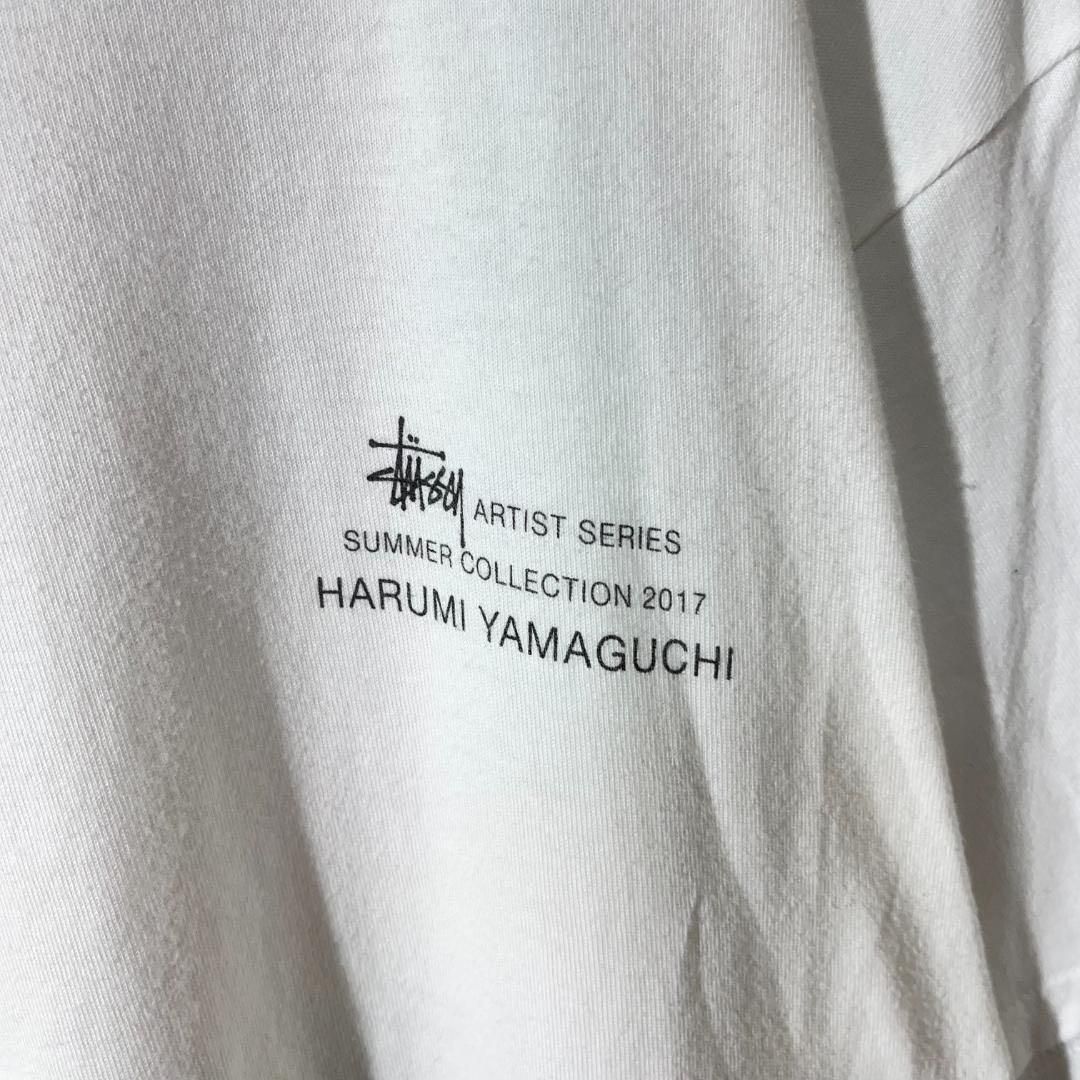 Stüssy ARTIST SERIES
SUMMER COLLECTION 2017
HARUMI YAMAGUCHI